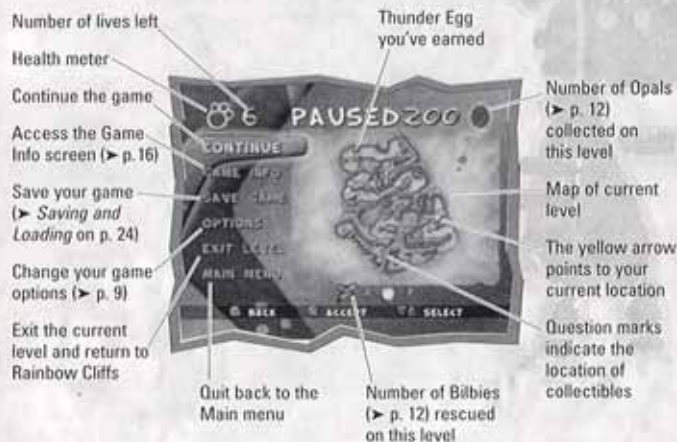 Number of lives left
Health meter
Continue the game
Access the Game
Info screen (➤ p. 16)
Save your game
(➤ Saving and
Loading on p. 24)
Change your game
options (➤ p. 9)
Exit the current
level and return to
Rainbow Cliffs
Thunder Egg
you've earned
6 PAUSED 200
CONTINUE
GAME INFO
SAVE GAME
OPTIONS
EXIT LEVEL
MAIN MENU
BACK ACCEPT SELECT
Quit back to the
Main menu
Number of Bilbies
(➤ p. 12) rescued
on this level
Number of Opals
(➤ p. 12)
collected on
this level
Map of current
level
The yellow arrow
points to your
current location
Question marks
indicate the
location of
collectibles